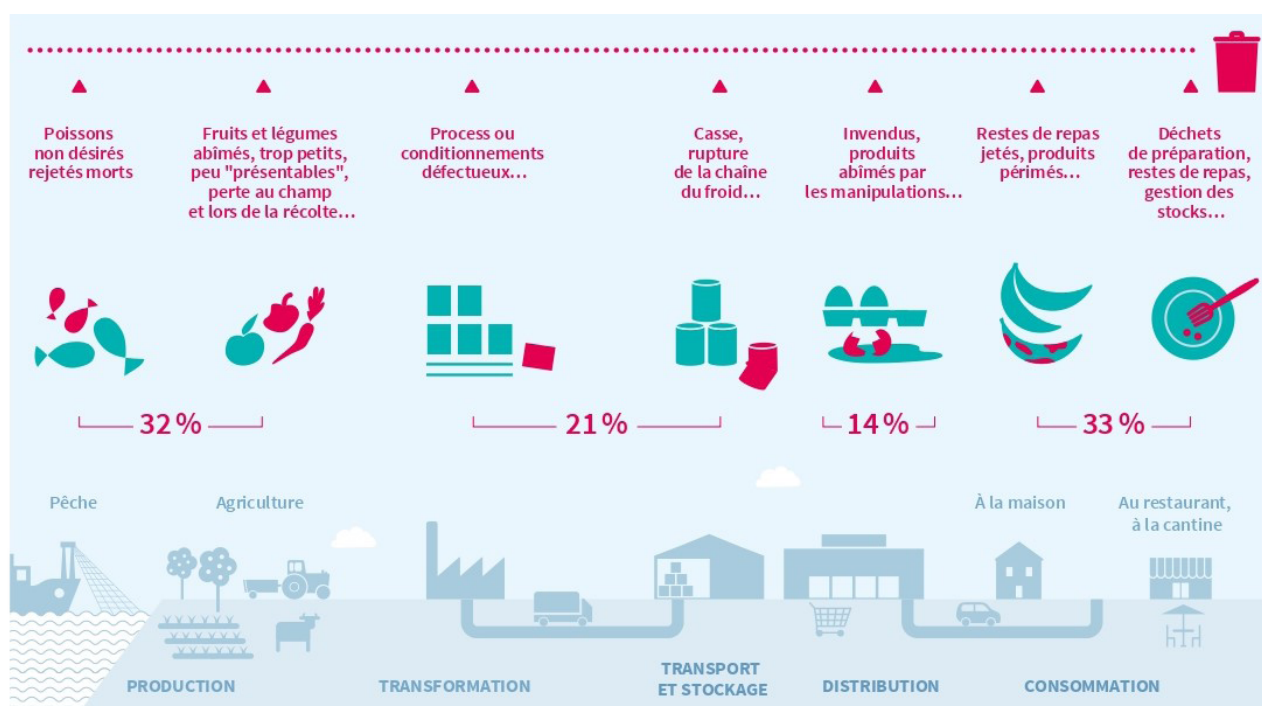 Poissons
non désirés
rejetés morts
Fruits et légumes
abîmés, trop petits,
peu "présentables",
perte au champ
et lors de la récolte…
Process ou
conditionnements
défectueux…
Casse,
rupture
de la chaîne
du froid…
Invendus,
produits
abîmés par
les manipulations…
Restes de repas
jetés, produits
périmés…
Déchets
de préparation,
restes de repas,
gestion des
stocks…
32 %
21 %
14 %
33 %
Pêche
Agriculture
À la maison
Au restaurant,
à la cantine
PRODUCTION
TRANSFORMATION
TRANSPORT
ET STOCKAGE
DISTRIBUTION
CONSOMMATION